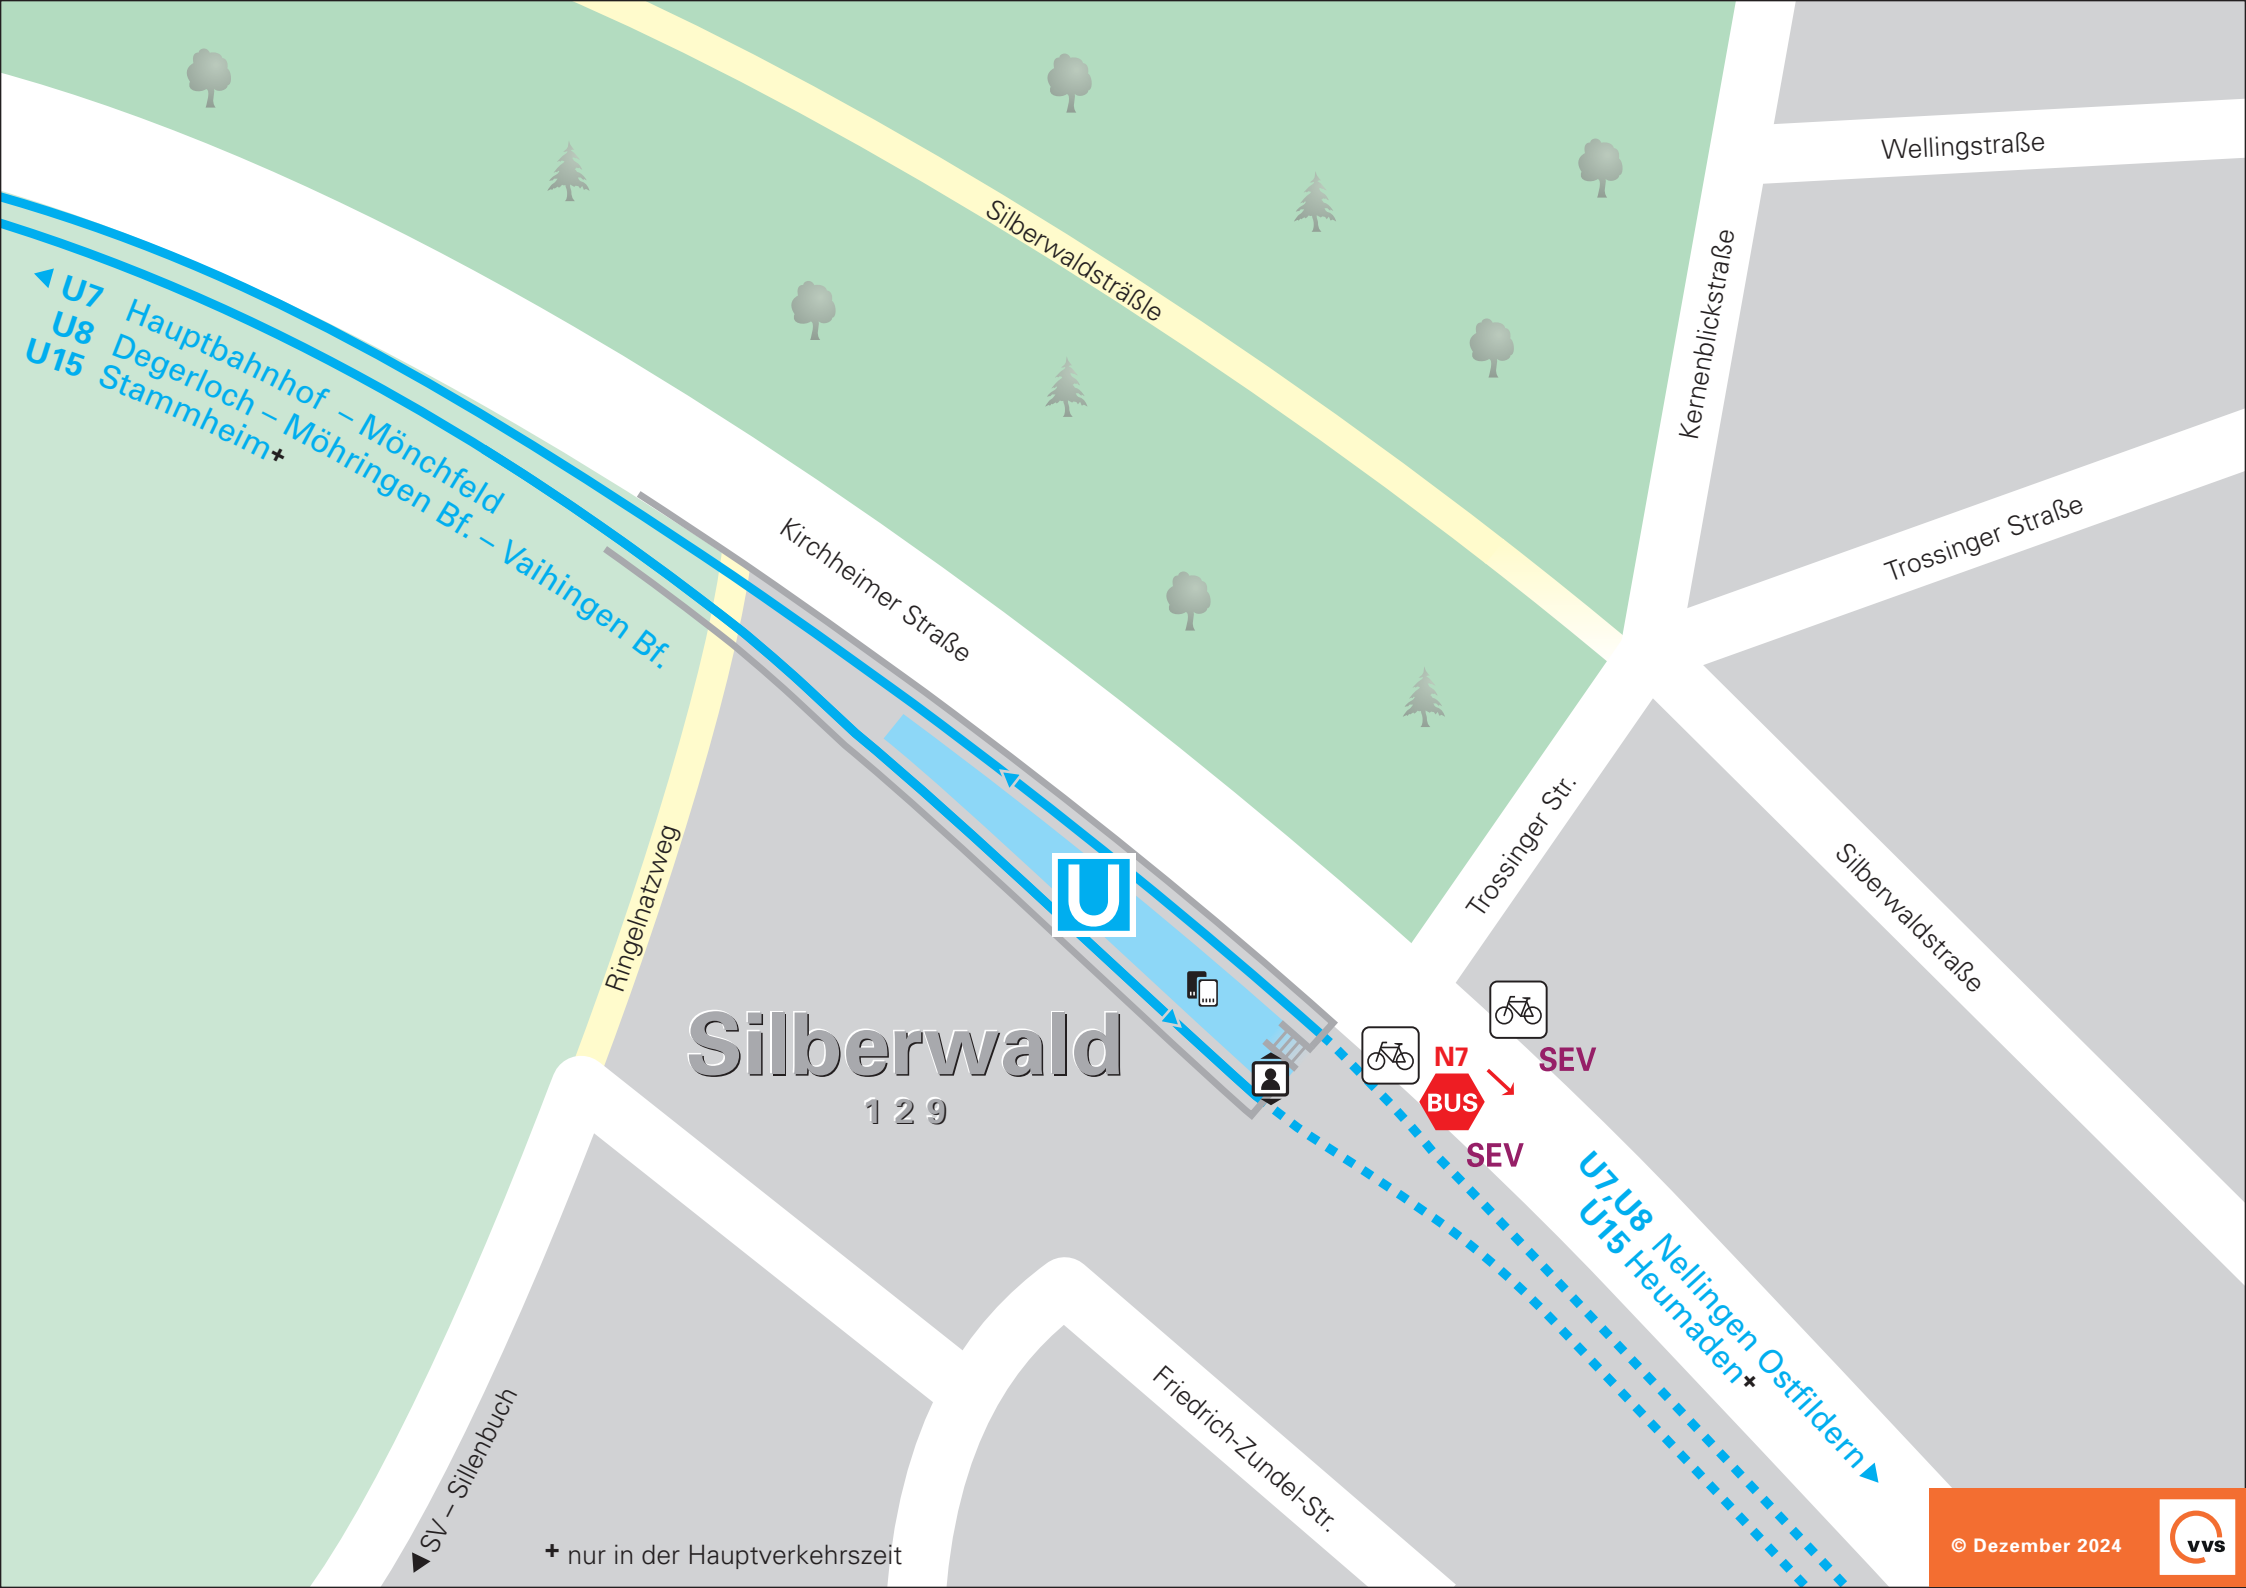 Wellingstraße
Silberwaldsträßle
Kernenblickstraße
U7 Hauptbahnhof – Mönchfeld
U8 Degerloch – Möhringen Bf. – Vaihingen Bf.
U15 Stammheim+
Kirchheimer Straße
Trossinger Straße
Trossinger Str.
Ringelnatzweg
U
Silberwaldstraße
Silberwald
129
N7
SEV
BUS
SEV
U7,U8 Nellingen Ostfildern
U15 Heumaden+
SV – Sillenbuch
Friedrich-Zundel-Str.
+ nur in der Hauptverkehrszeit
© Dezember 2024
vvs